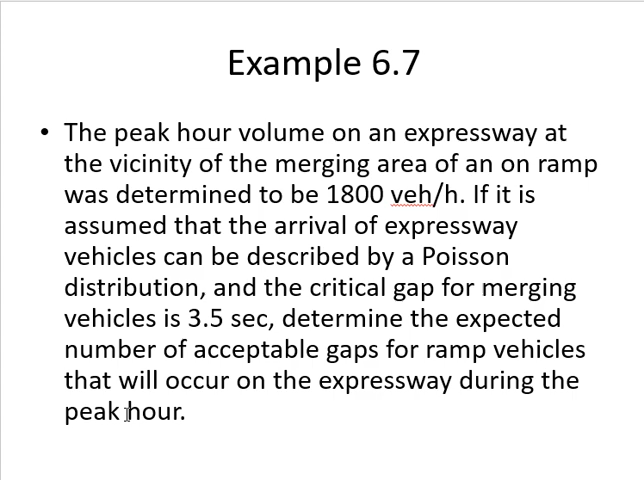 Example 6.7
• The peak hour volume on an expressway at
the vicinity of the merging area of an on ramp
was determined to be 1800 veh/h. If it is
assumed that the arrival of expressway
vehicles can be described by a Poisson
distribution, and the critical gap for merging
vehicles is 3.5 sec, determine the expected
number of acceptable gaps for ramp vehicles
that will occur on the expressway during the
peak hour.